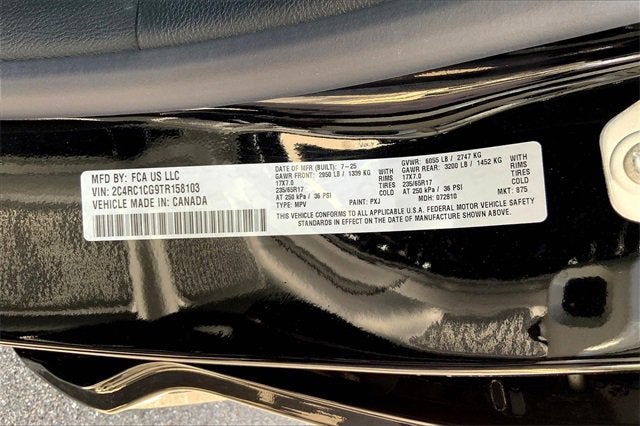 MFD BY: FCA US LLC
VIN: 2C4RC1CG9TR158103
VEHICLE MADE IN: CANADA
DATE OF MFR (BUILT): 7-25
GAWR FRONT: 2950 LB / 1339 KG
17X7.0 WITH RIMS
235/65R17 TIRES
AT 250 kPa / 36 PSI COLD
TYPE: MPV PAINT: PXJ
GVWR: 6055 LB / 2747 KG
GAWR REAR: 3200 LB / 1452 KG
17X7.0 WITH RIMS
235/65R17 TIRES
AT 250 kPa / 36 PSI COLD
MDH: 072810 MKT: 875
THIS VEHICLE CONFORMS TO ALL APPLICABLE U.S.A. FEDERAL MOTOR VEHICLE SAFETY
STANDARDS IN EFFECT ON THE DATE OF MANUFACTURE SHOWN ABOVE.